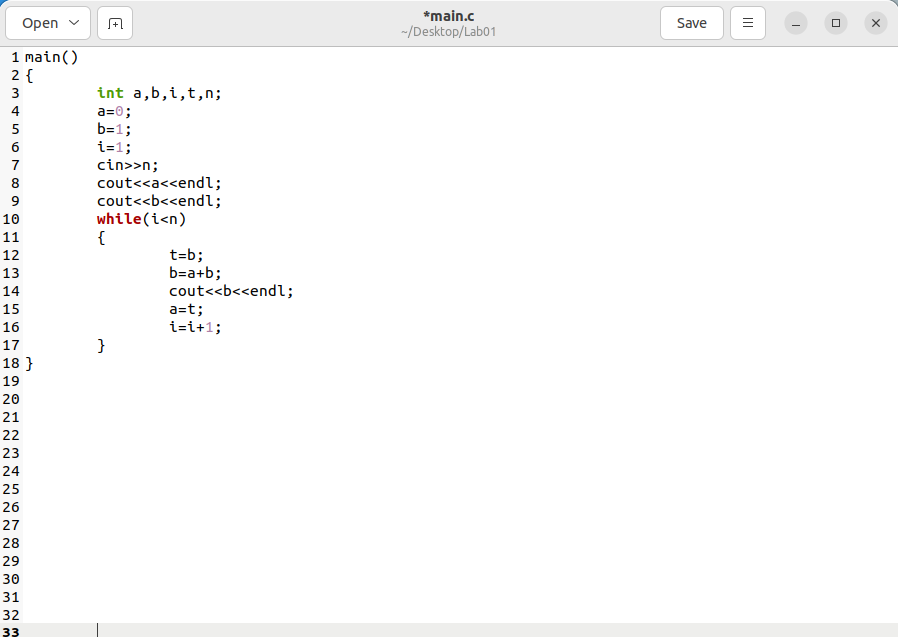 Open
*main.c
~/Desktop/Lab01
Save
1 main()
2 {
3         int a,b,i,t,n;
4         a=0;
5         b=1;
6         i=1;
7         cin>>n;
8         cout<<a<<endl;
9         cout<<b<<endl;
10         while(i<n)
11         {
12                 t=b;
13                 b=a+b;
14                 cout<<b<<endl;
15                 a=t;
16                 i=i+1;
17         }
18 }
19
20
21
22
23
24
25
26
27
28
29
30
31
32
33